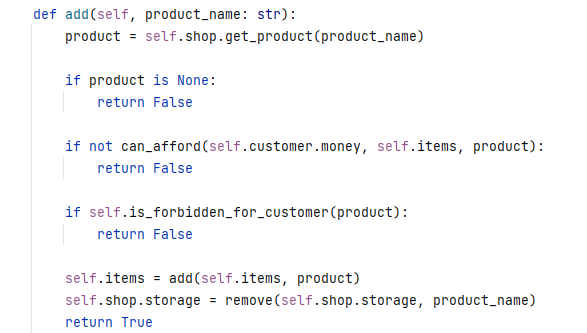 def add(self, product_name: str):
    product = self.shop.get_product(product_name)

    if product is None:
        return False

    if not can_afford(self.customer.money, self.items, product):
        return False

    if self.is_forbidden_for_customer(product):
        return False

    self.items = add(self.items, product)
    self.shop.storage = remove(self.shop.storage, product_name)
    return True